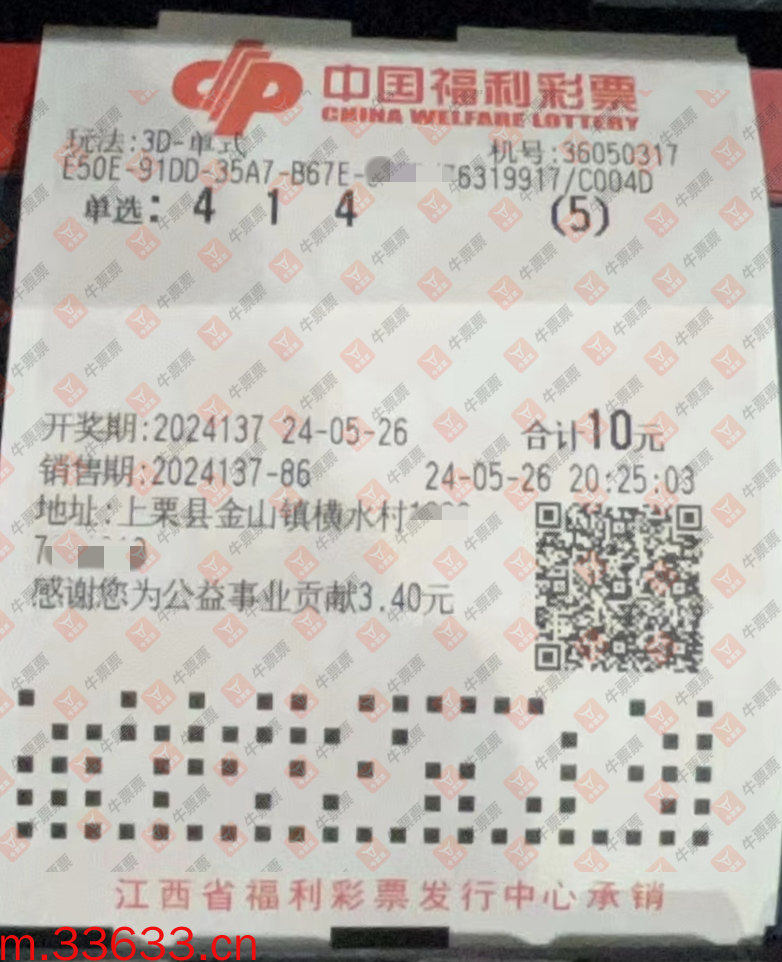 中国福利彩票
CHINA WELFARE LOTTERY
玩法:3D-单式 机号:36050317
E50E-91DD-35A7-B67E- 6319917/C004D
单选: 4 1 4 (5)
开奖期:2024137 24-05-26 合计10元
销售期:2024137-86 24-05-26 20:25:03
地址:上栗县金山镇横水村
感谢您为公益事业贡献3.40元
江西省福利彩票发行中心承销
m.33633.cn
牛票票